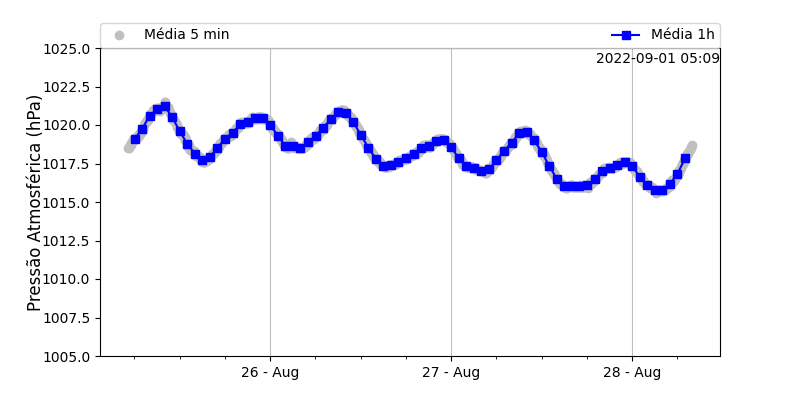 Média 5 min
Média 1h
2022-09-01 05:09
Pressão Atmosférica (hPa)
1025.0
1022.5
1020.0
1017.5
1015.0
1012.5
1010.0
1007.5
1005.0
26 - Aug
27 - Aug
28 - Aug